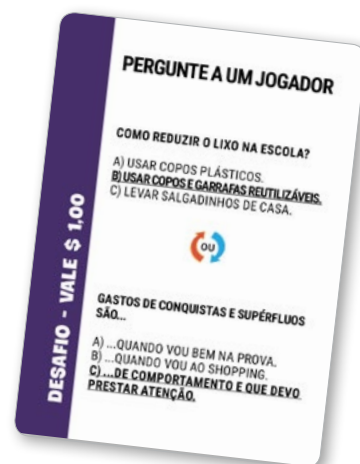 PERGUNTE A UM JOGADOR
COMO REDUZIR O LIXO NA ESCOLA?
A) USAR COPOS PLÁSTICOS.
B) USAR COPOS E GARRAFAS REUTILIZÁVEIS.
C) LEVAR SALGADINHOS DE CASA.
OU
GASTOS DE CONQUISTAS E SUPÉRFLUOS
SÃO...
A) ...QUANDO VOU BEM NA PROVA.
B) ...QUANDO VOU AO SHOPPING.
C)...DE COMPORTAMENTO E QUE DEVO
PRESTAR ATENÇÃO.
DESAFIO - VALE $ 1,00